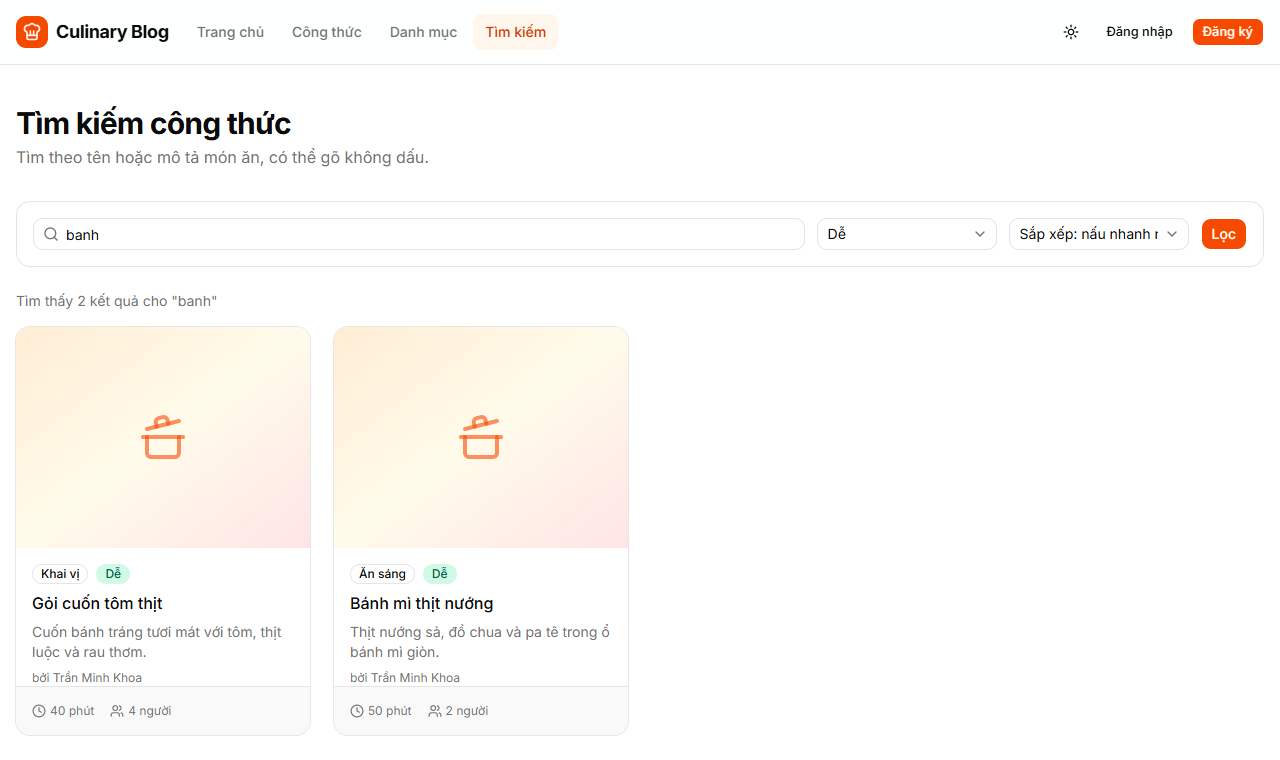 Culinary Blog
Trang chủ
Công thức
Danh mục
Tìm kiếm
Đăng nhập
Đăng ký
Tìm kiếm công thức
Tìm theo tên hoặc mô tả món ăn, có thể gõ không dấu.
banh
Dễ
Sắp xếp: nấu nhanh
Lọc
Tìm thấy 2 kết quả cho "banh"
Khai vị
Dễ
Gỏi cuốn tôm thịt
Cuốn bánh tráng tươi mát với tôm, thịt
luộc và rau thơm.
bởi Trần Minh Khoa
40 phút
4 người
Ăn sáng
Dễ
Bánh mì thịt nướng
Thịt nướng sả, đồ chua và pa tê trong ổ
bánh mì giòn.
bởi Trần Minh Khoa
50 phút
2 người